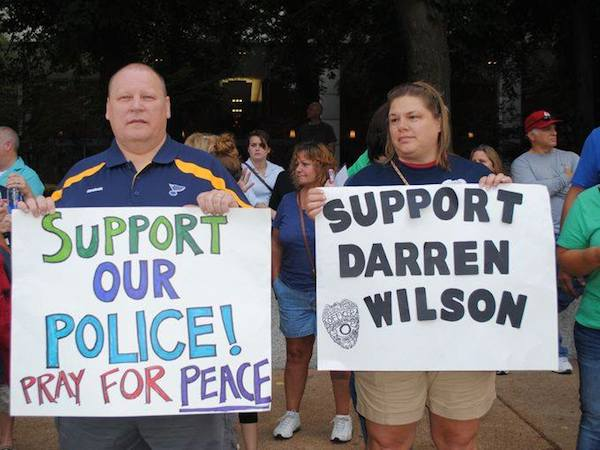 SUPPORT
OUR
POLICE!
PRAY FOR PEACE
SUPPORT
DARREN
WILSON